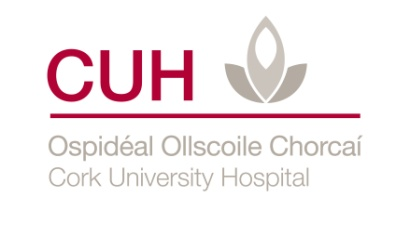 CUH
Ospidéal Ollscoile Chorcaí
Cork University Hospital